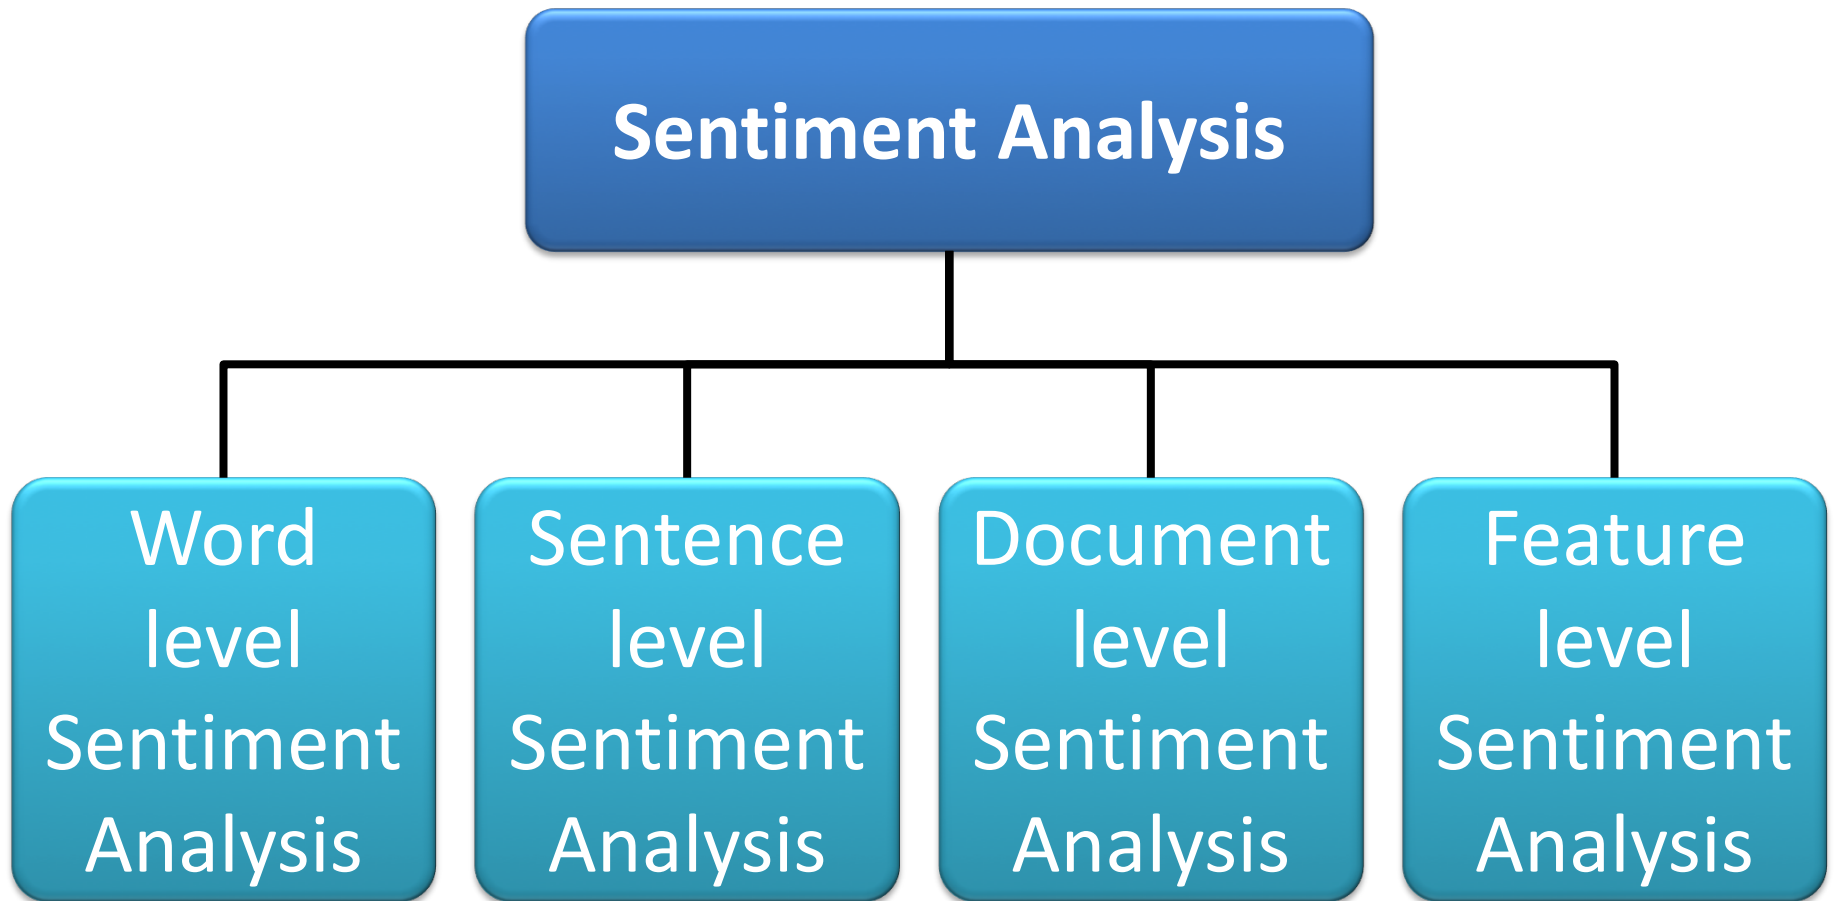 Sentiment Analysis
Word
level
Sentiment
Analysis
Sentence
level
Sentiment
Analysis
Document
level
Sentiment
Analysis
Feature
level
Sentiment
Analysis